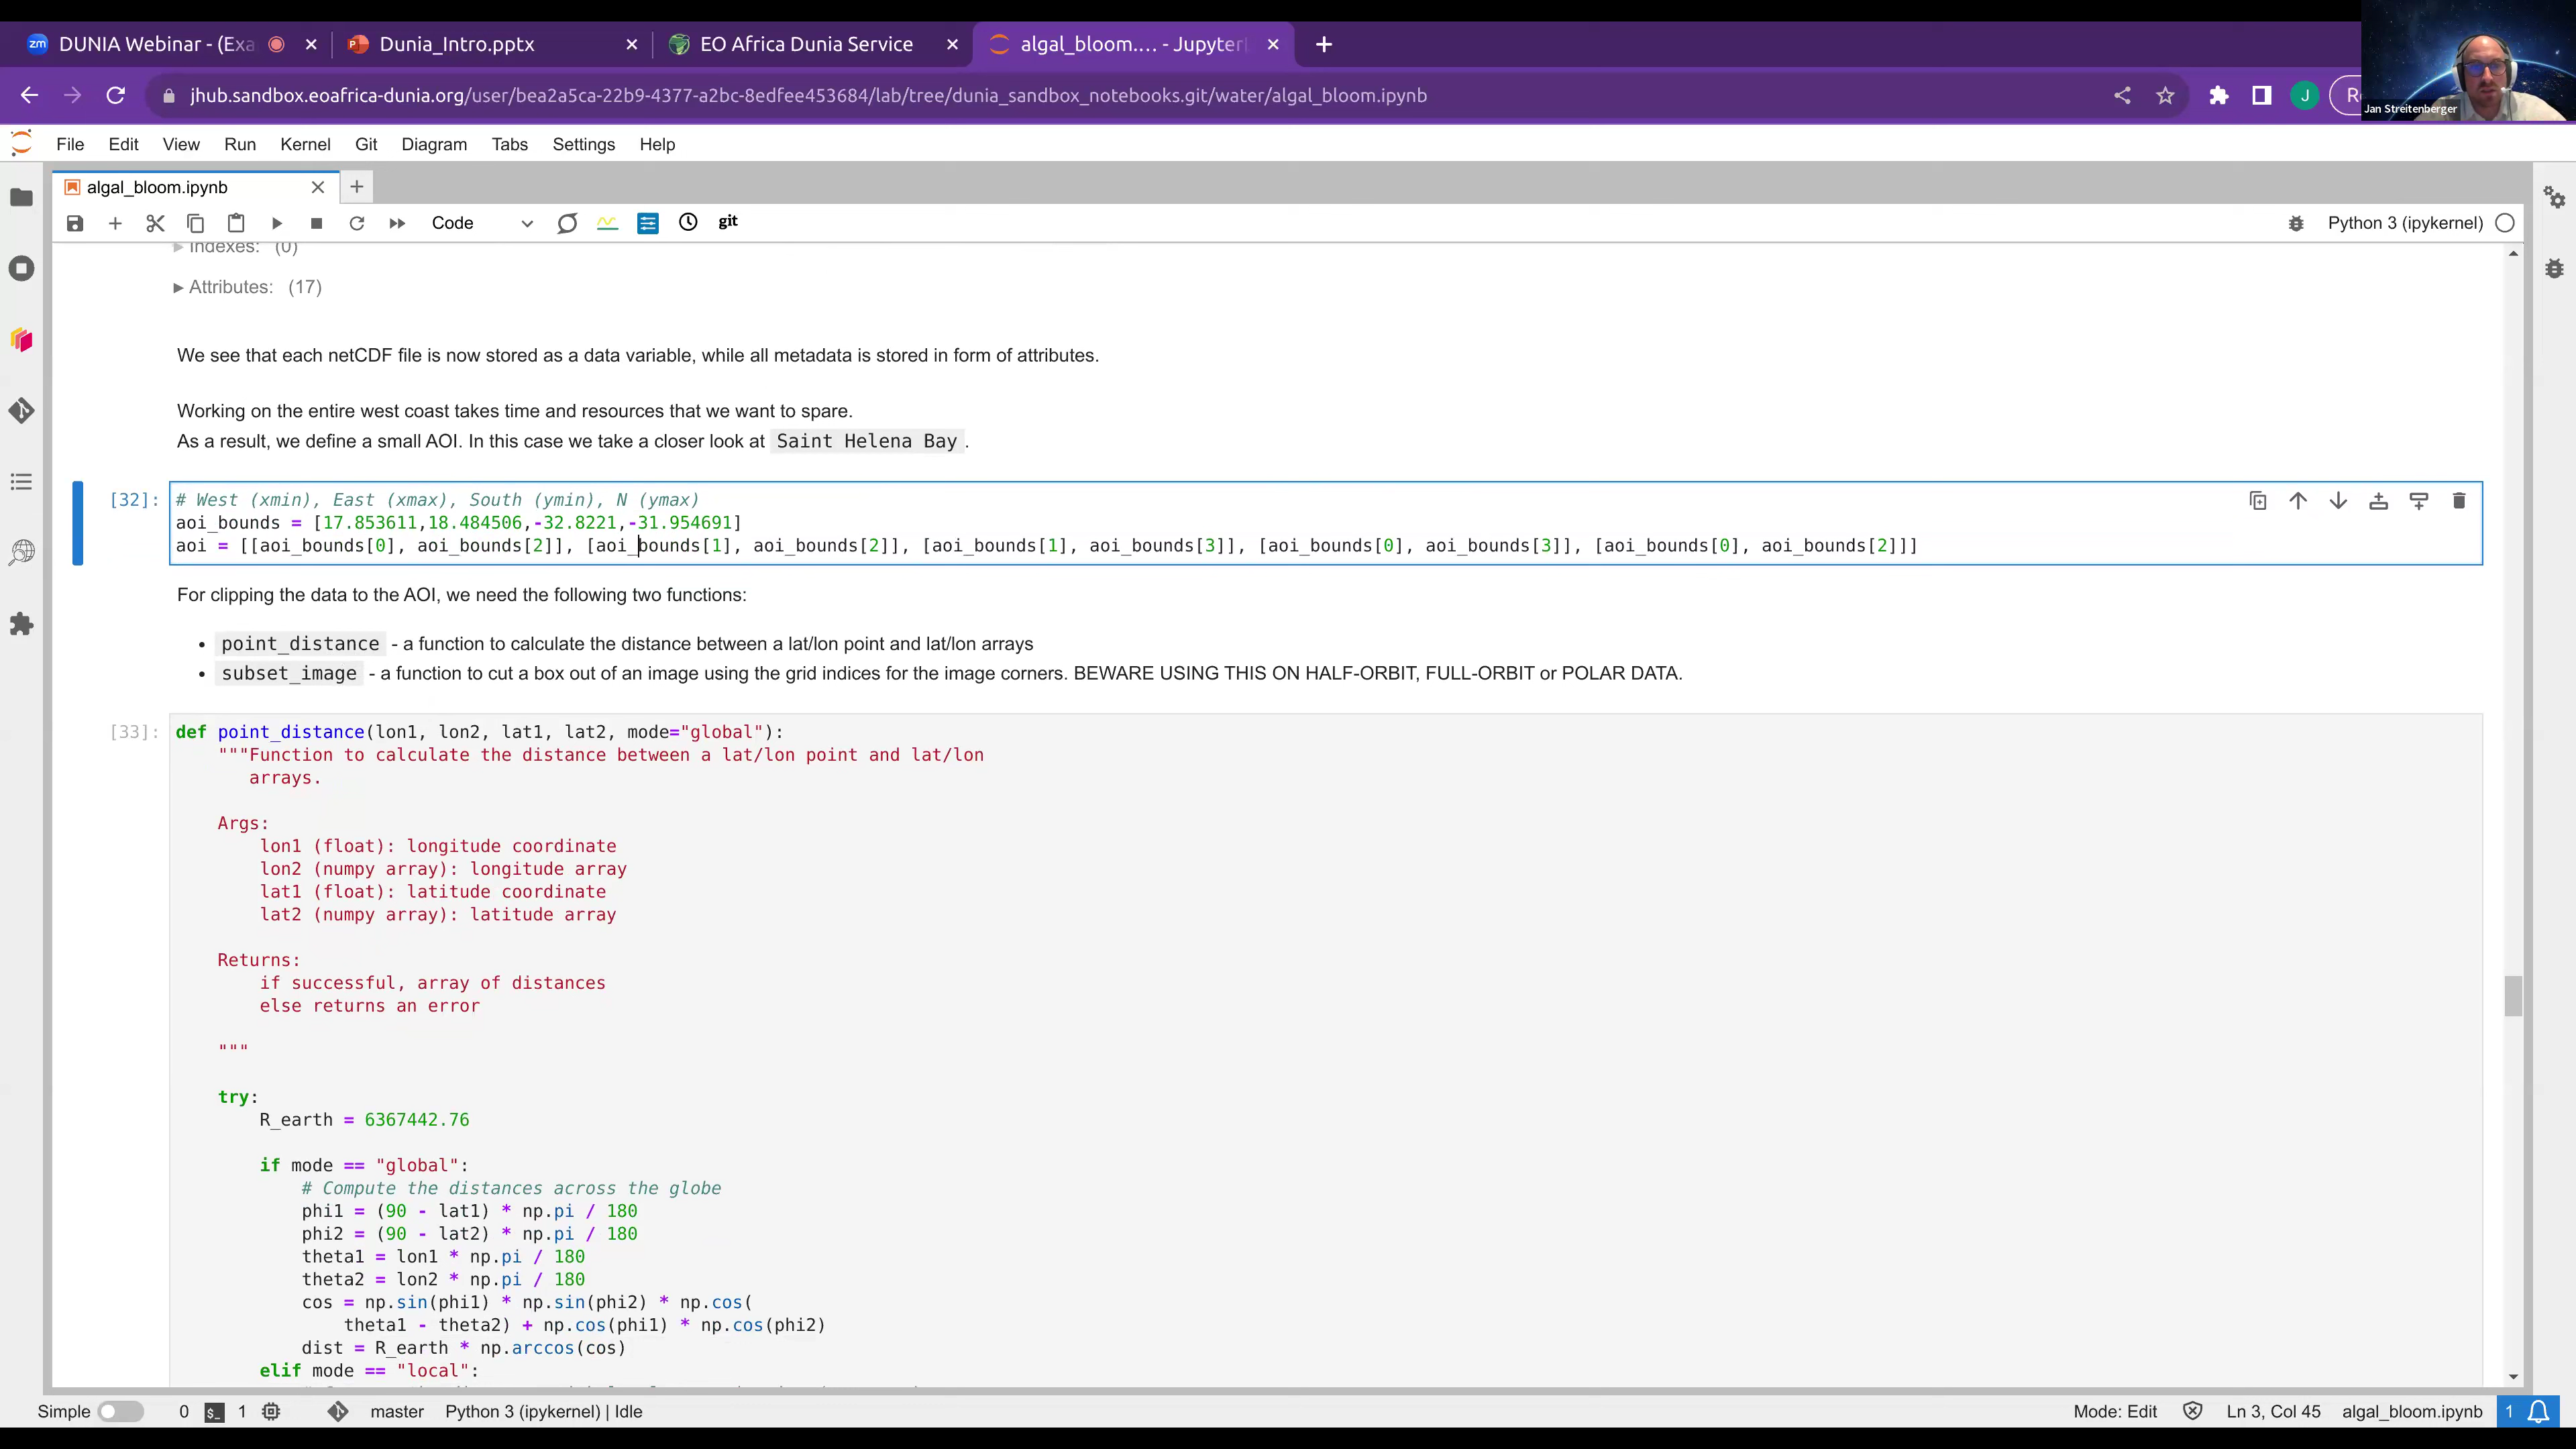 DUNIA Webinar - (Exa
Dunia_Intro.pptx
EO Africa Dunia Service
algal_bloom.... - Jupyter
jhub.sandbox.eoafrica-dunia.org/user/bea2a5ca-22b9-4377-a2bc-8edfee453684/lab/tree/dunia_sandbox_notebooks.git/water/algal_bloom.ipynb
J
Jan Streitenberger
File Edit View Run Kernel Git Diagram Tabs Settings Help
algal_bloom.ipynb
Code
git
Python 3 (ipykernel)
Indexes: (0)
Attributes: (17)
We see that each netCDF file is now stored as a data variable, while all metadata is stored in form of attributes.
Working on the entire west coast takes time and resources that we want to spare.
As a result, we define a small AOI. In this case we take a closer look at Saint Helena Bay .
[32]: # West (xmin), East (xmax), South (ymin), N (ymax)
aoi_bounds = [17.853611,18.484506,-32.8221,-31.954691]
aoi = [[aoi_bounds[0], aoi_bounds[2]], [aoi_bounds[1], aoi_bounds[2]], [aoi_bounds[1], aoi_bounds[3]], [aoi_bounds[0], aoi_bounds[3]], [aoi_bounds[0], aoi_bounds[2]]]
For clipping the data to the AOI, we need the following two functions:
• point_distance - a function to calculate the distance between a lat/lon point and lat/lon arrays
• subset_image - a function to cut a box out of an image using the grid indices for the image corners. BEWARE USING THIS ON HALF-ORBIT, FULL-ORBIT or POLAR DATA.
[33]: def point_distance(lon1, lon2, lat1, lat2, mode="global"):
"""Function to calculate the distance between a lat/lon point and lat/lon
arrays.
Args:
lon1 (float): longitude coordinate
lon2 (numpy array): longitude array
lat1 (float): latitude coordinate
lat2 (numpy array): latitude array
Returns:
if successful, array of distances
else returns an error
"""
try:
R_earth = 6367442.76
if mode == "global":
# Compute the distances across the globe
phi1 = (90 - lat1) * np.pi / 180
phi2 = (90 - lat2) * np.pi / 180
theta1 = lon1 * np.pi / 180
theta2 = lon2 * np.pi / 180
cos = np.sin(phi1) * np.sin(phi2) * np.cos(
theta1 - theta2) + np.cos(phi1) * np.cos(phi2)
dist = R_earth * np.arccos(cos)
elif mode == "local":
Simple 0 1 master Python 3 (ipykernel) | Idle
Mode: Edit Ln 3, Col 45 algal_bloom.ipynb 1